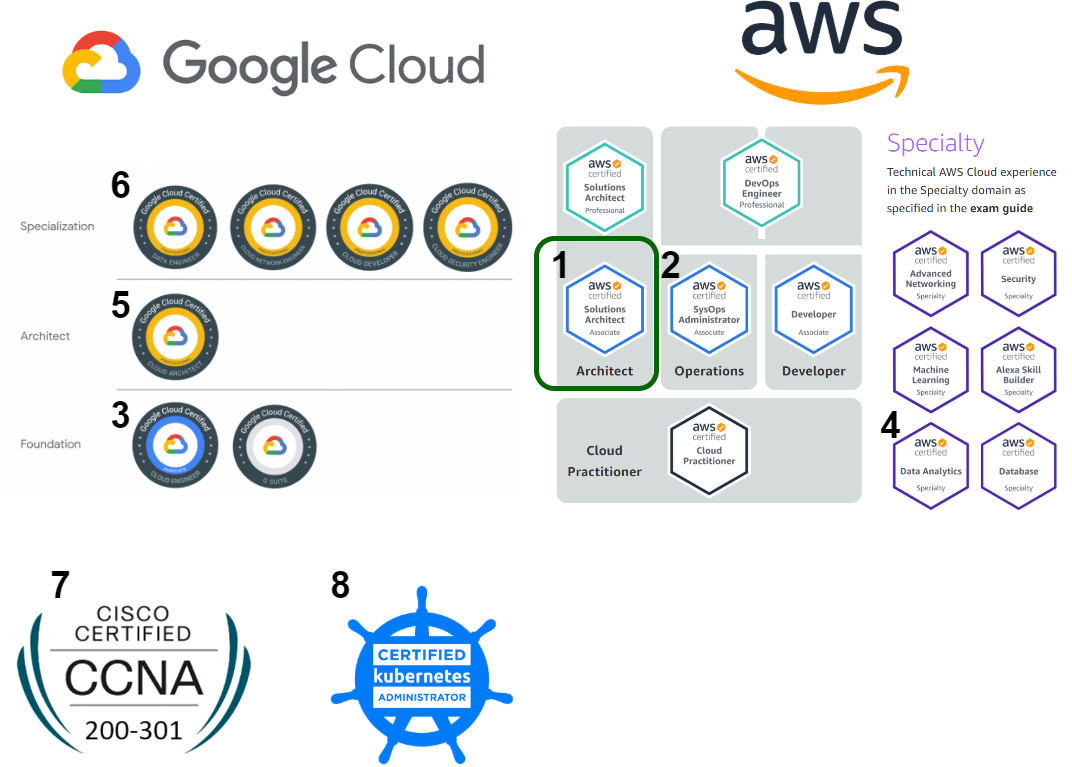 Google Cloud
aws
6
Specialization
Google Cloud Certified
PROFESSIONAL
DATA ENGINEER
Google Cloud Certified
PROFESSIONAL
CLOUD NETWORK ENGINEER
Google Cloud Certified
PROFESSIONAL
CLOUD DEVELOPER
Google Cloud Certified
PROFESSIONAL
CLOUD SECURITY ENGINEER
5
Architect
Google Cloud Certified
PROFESSIONAL
CLOUD ARCHITECT
3
Foundation
Google Cloud Certified
ASSOCIATE
CLOUD ENGINEER
Google Cloud Certified
G SUITE
aws
certified
Solutions
Architect
Professional
aws
certified
DevOps
Engineer
Professional
1
aws
certified
Solutions
Architect
Associate
Architect
2
aws
certified
SysOps
Administrator
Associate
Operations
aws
certified
Developer
Associate
Developer
Cloud
Practitioner
aws
certified
Cloud
Practitioner
Specialty
Technical AWS Cloud experience
in the Specialty domain as
specified in the exam guide
aws
certified
Advanced
Networking
Specialty
aws
certified
Security
Specialty
aws
certified
Machine
Learning
Specialty
aws
certified
Alexa Skill
Builder
Specialty
4
aws
certified
Data Analytics
Specialty
aws
certified
Database
Specialty
7
CISCO
CERTIFIED
CCNA
200-301
8
CERTIFIED
kubernetes
ADMINISTRATOR